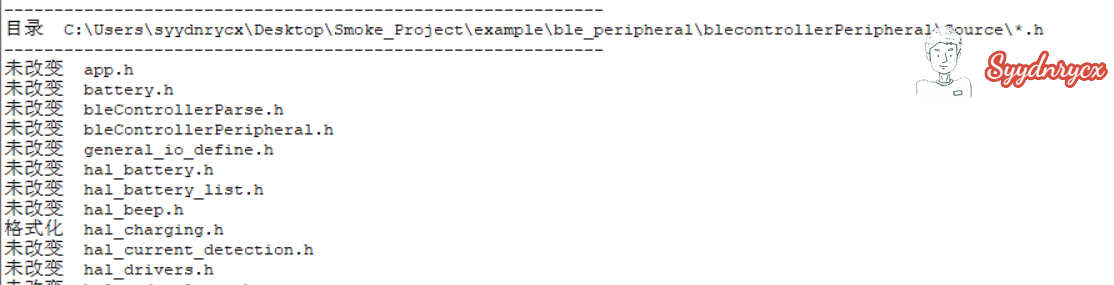 ------------------------------------------------------------
目录 C:\Users\syydnrycx\Desktop\Smoke_Project\example\ble_peripheral\blecontrollerPeripheral\Source\*.h
------------------------------------------------------------
Syydnrycx
未改变 app.h
未改变 battery.h
未改变 bleControllerParse.h
未改变 bleControllerPeripheral.h
未改变 general_io_define.h
未改变 hal_battery.h
未改变 hal_battery_list.h
未改变 hal_beep.h
格式化 hal_charging.h
未改变 hal_current_detection.h
未改变 hal_drivers.h